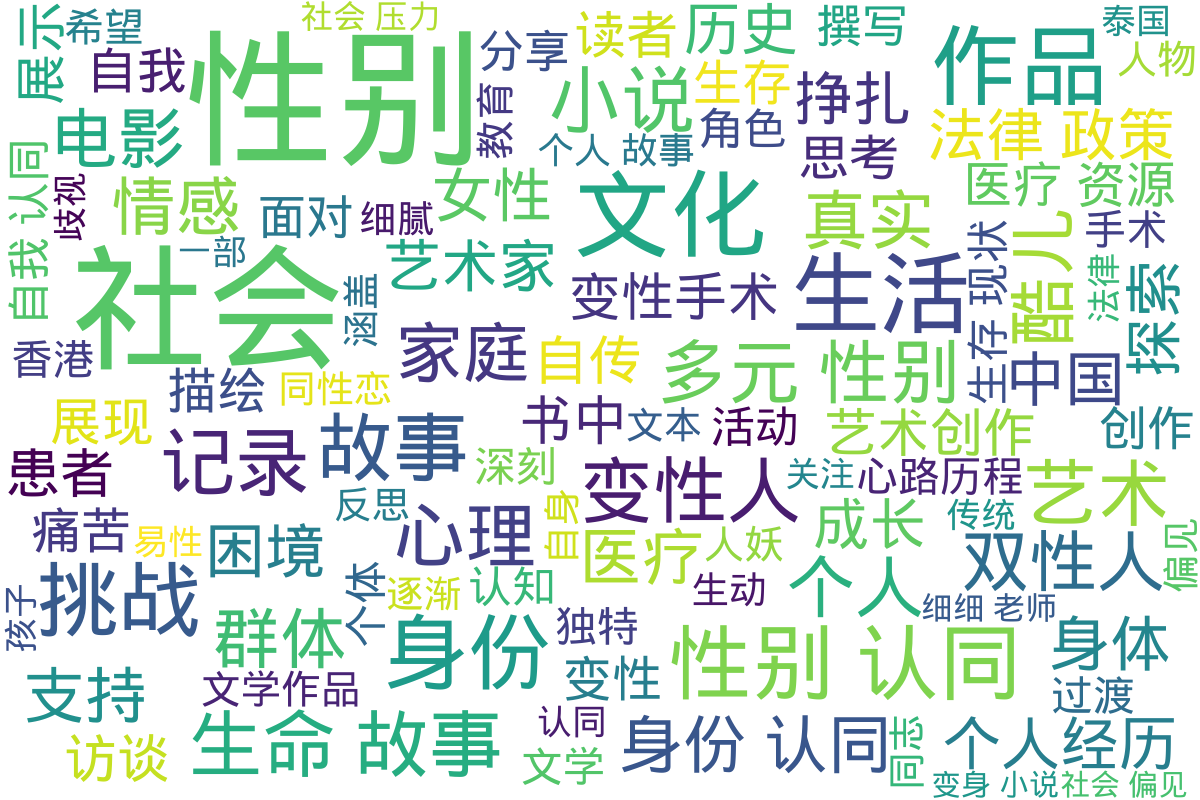 社会 压力
希望
展示
自我
性别
分享
读者
历史
撰写
作品
泰国
人物
电影
教育
小说
生存
挣扎
个人 故事
角色
思考
法律 政策
自我 认同
歧视
情感
面对
细腻
女性
文化
真实
医疗 资源
酷儿
手术
一部
社会
涵盖
艺术家
变性手术
生活
生存 现状
法律
探索
香港
描绘
同性恋
家庭
自传
多元 性别
中国
展现
记录
故事
书中
文本
活动
艺术创作
创作
患者
深刻
变性人
关注
心路历程
艺术
痛苦
易性
困境
反思
心理
自身
医疗
人妖
成长
传统
双性人
偏见
孩子
挑战
个体
逐渐
认知
生动
个人
细细 老师
群体
身份
独特
性别 认同
身体
支持
文学作品
变性
过渡
访谈
生命 故事
认同
文学
身份 认同
同志
个人经历
变身 小说
社会 偏见